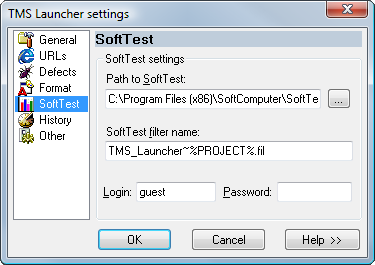 TMS Launcher settings
General
URLs
Defects
Format
SoftTest
History
Other
SoftTest
SoftTest settings
Path to SoftTest:
C:\Program Files (x86)\SoftComputer\SoftTe
...
SoftTest filter name:
TMS_Launcher~%PROJECT%.fil
Login: guest Password:
OK Cancel Help >>